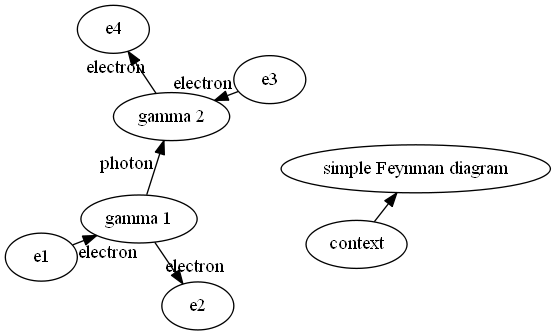 e4
electron
electron
e3
gamma 2
photon
simple Feynman diagram
gamma 1
e1
electron
context
electron
e2